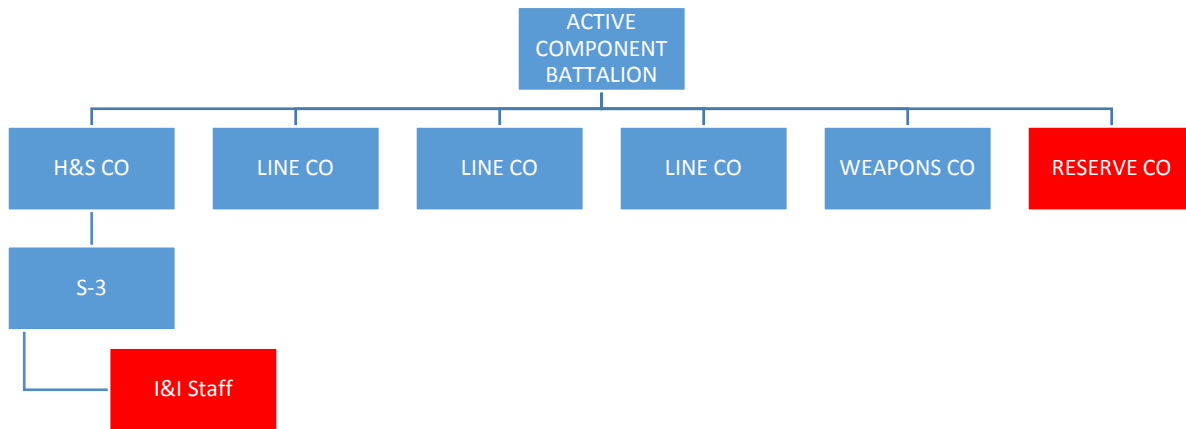 ACTIVE
COMPONENT
BATTALION
H&S CO
LINE CO
LINE CO
LINE CO
WEAPONS CO
RESERVE CO
S-3
I&I Staff